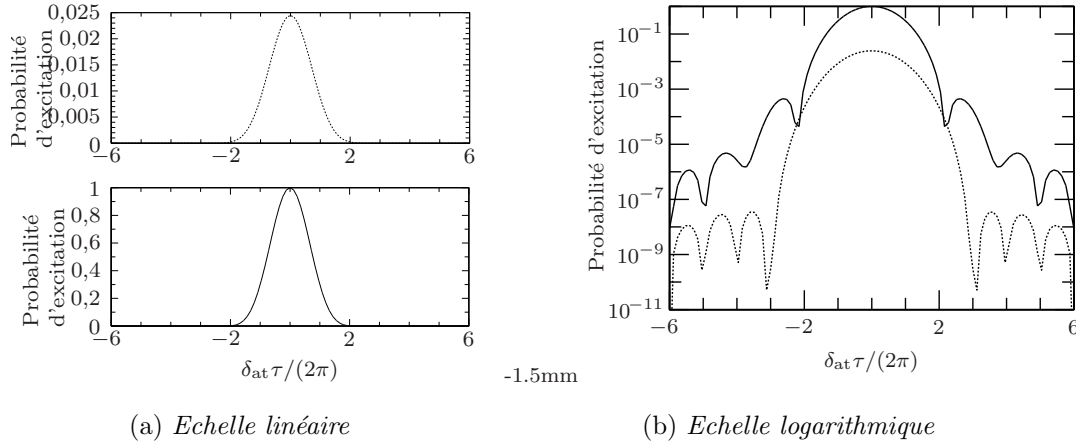 0,025
0,02
0,015
0,01
0,005
0
−6 −2 2 6
Probabilité
d'excitation
1
0,8
0,6
0,4
0,2
0
−6 −2 2 6
Probabilité
d'excitation
δat τ/(2π)
-1.5mm
10−1
10−3
10−5
10−7
10−9
10−11
−6 −2 2 6
Probabilité d'excitation
δat τ/(2π)
(a) Echelle linéaire
(b) Echelle logarithmique